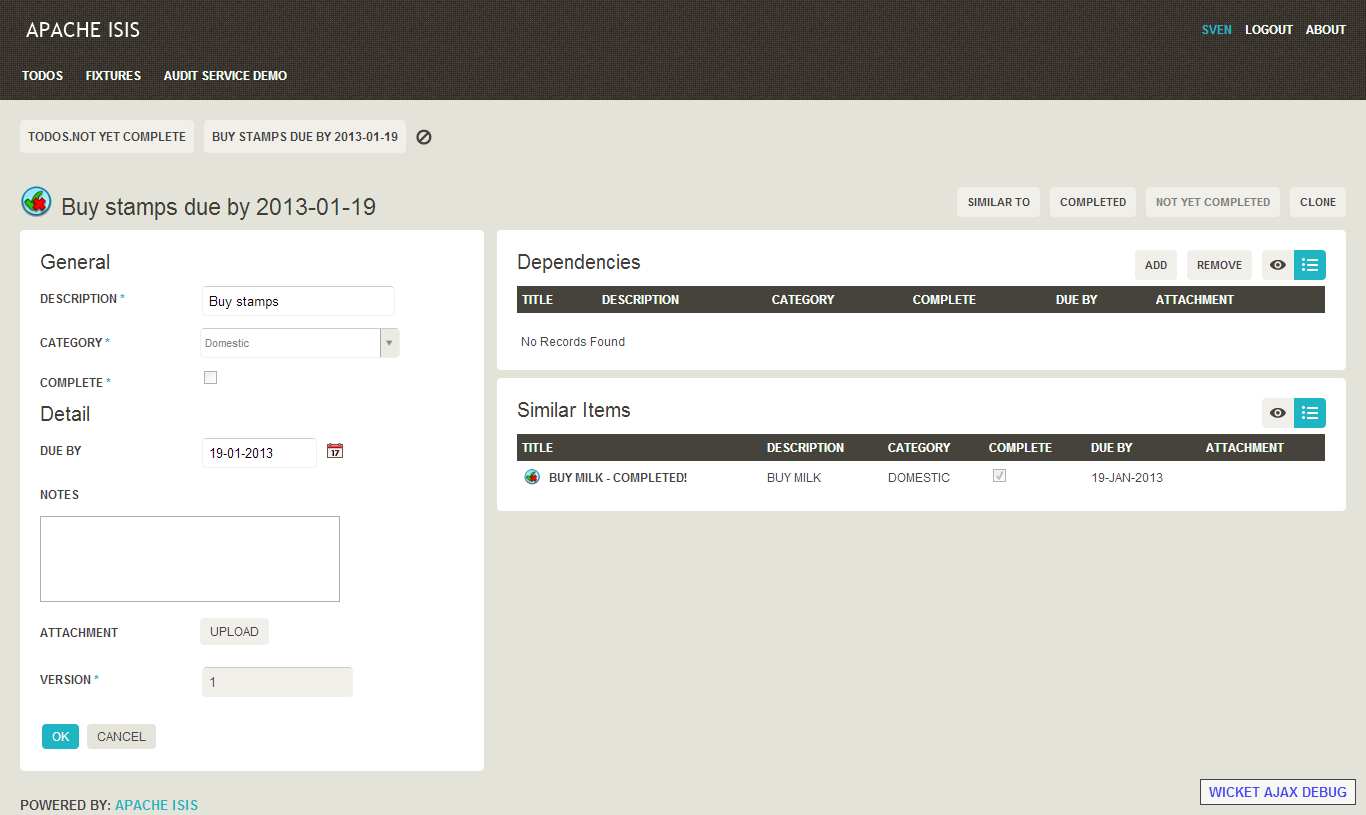 APACHE ISIS
SVEN LOGOUT ABOUT
TODOS FIXTURES AUDIT SERVICE DEMO
TODOS.NOT YET COMPLETE BUY STAMPS DUE BY 2013-01-19
Buy stamps due by 2013-01-19
SIMILAR TO COMPLETED NOT YET COMPLETED CLONE
General
DESCRIPTION * Buy stamps
CATEGORY * Domestic
COMPLETE *
Detail
DUE BY 19-01-2013 17
NOTES
ATTACHMENT UPLOAD
VERSION * 1
OK CANCEL
Dependencies
ADD REMOVE
TITLE DESCRIPTION CATEGORY COMPLETE DUE BY ATTACHMENT
No Records Found
Similar Items
TITLE DESCRIPTION CATEGORY COMPLETE DUE BY ATTACHMENT
BUY MILK - COMPLETED! BUY MILK DOMESTIC 19-JAN-2013
POWERED BY: APACHE ISIS
WICKET AJAX DEBUG